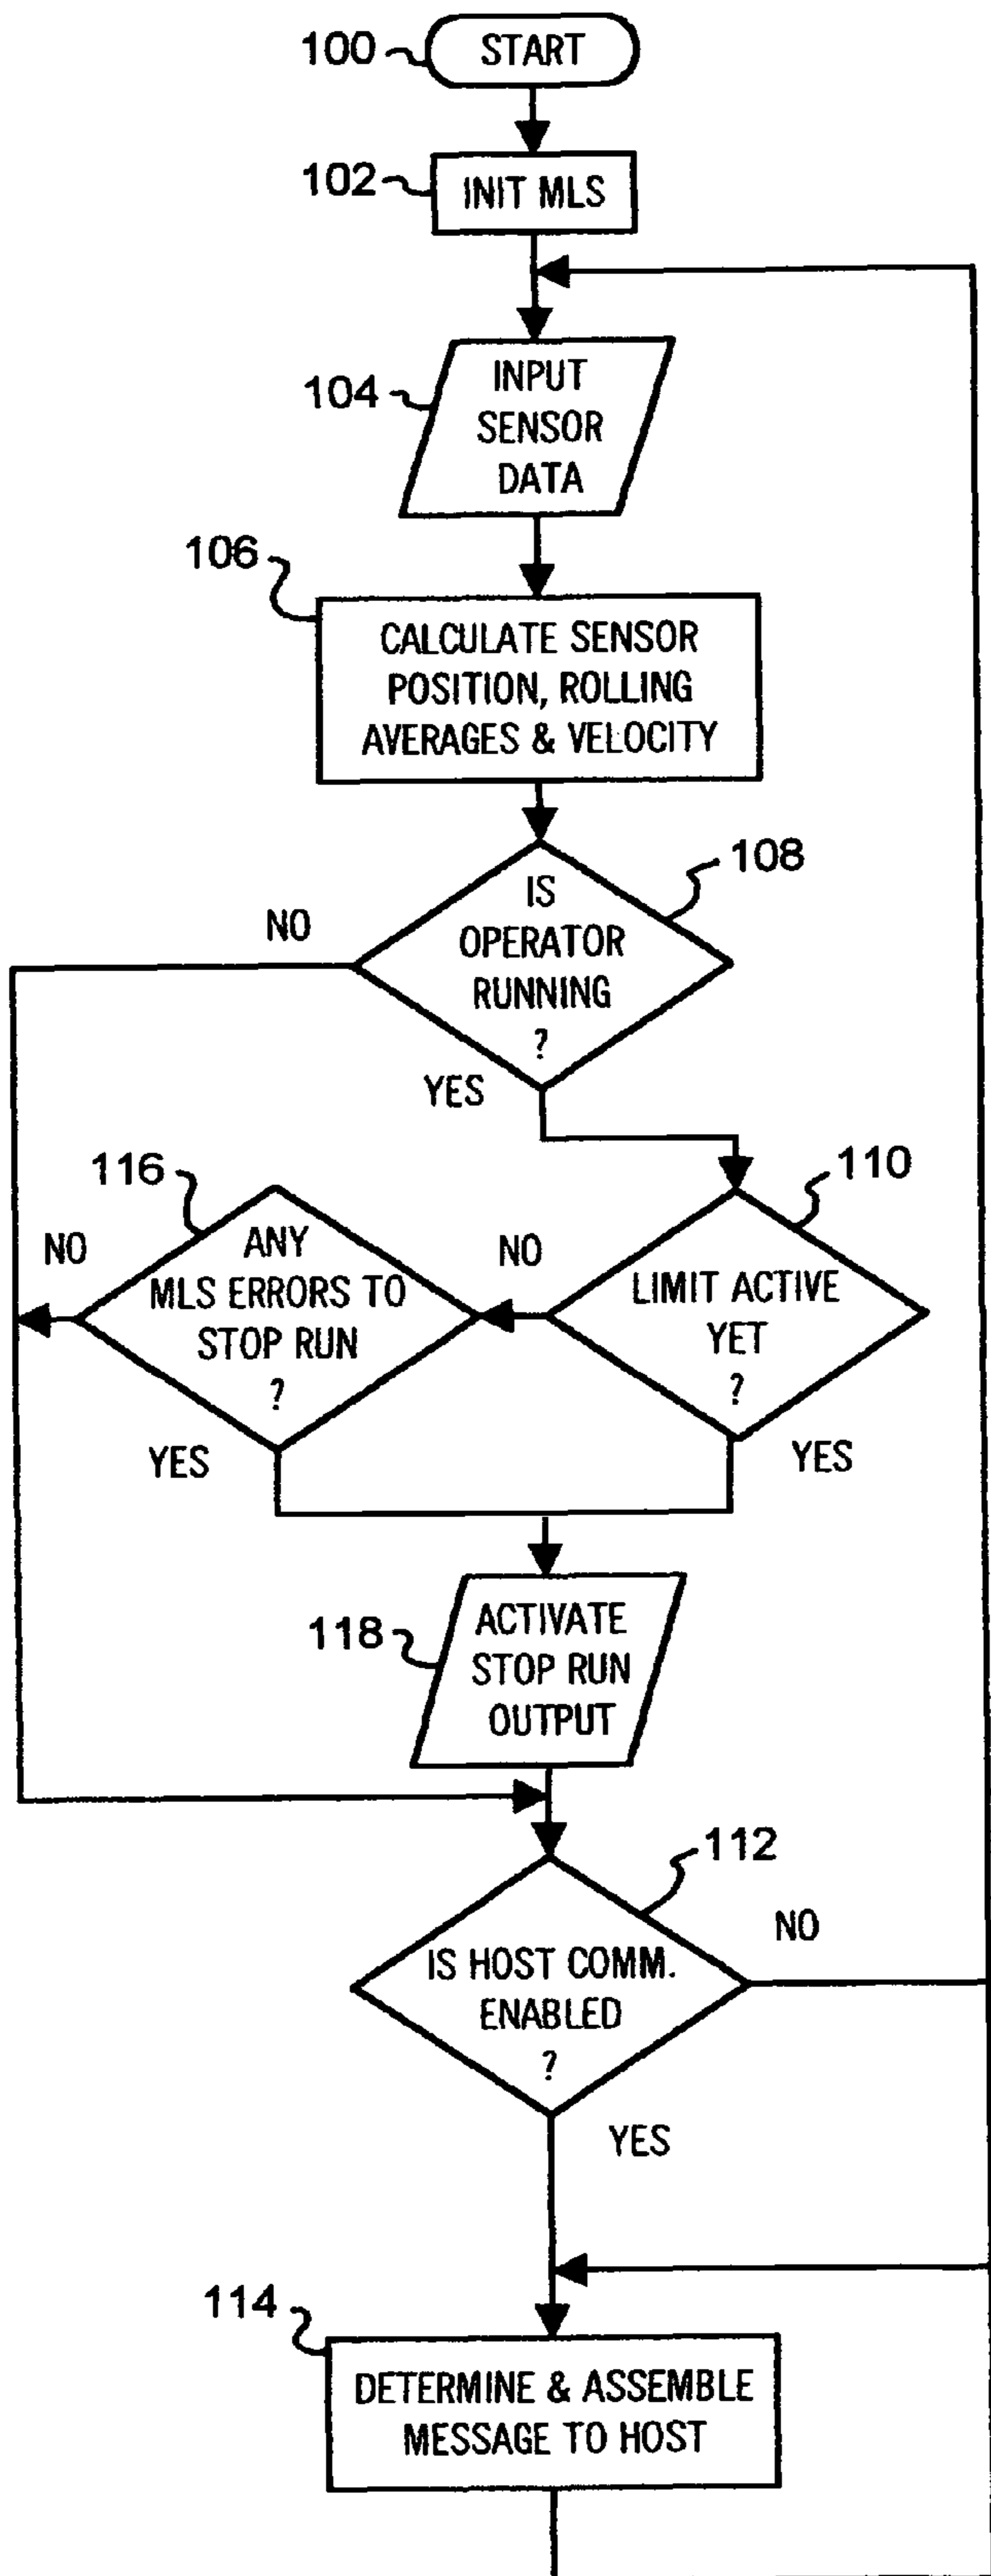 100
START
102
INIT MLS
104
INPUT
SENSOR
DATA
106
CALCULATE SENSOR
POSITION, ROLLING
AVERAGES & VELOCITY
108
IS
OPERATOR
RUNNING
?
NO
YES
116
ANY
MLS ERRORS TO
STOP RUN
?
NO
YES
110
NO
LIMIT ACTIVE
YET
?
YES
118
ACTIVATE
STOP RUN
OUTPUT
112
IS HOST COMM.
ENABLED
?
NO
YES
114
DETERMINE & ASSEMBLE
MESSAGE TO HOST